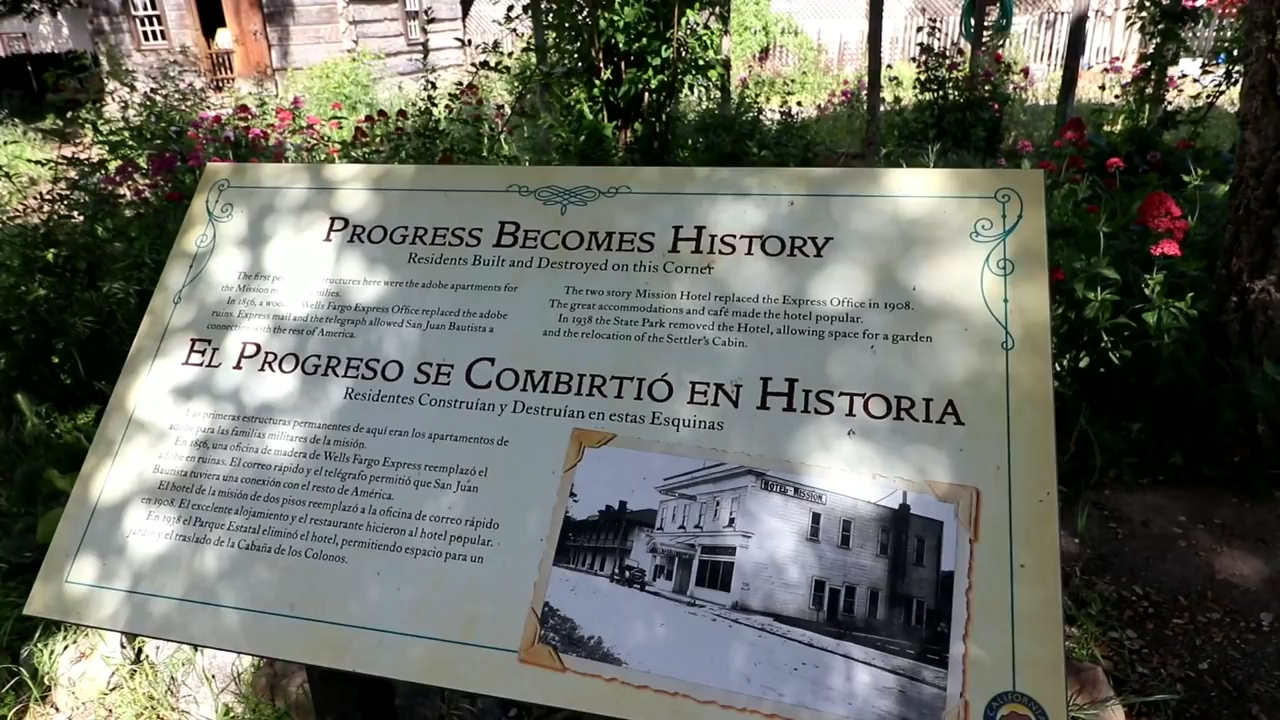 PROGRESS BECOMES HISTORY
Residents Built and Destroyed on this Corner
The first structures here were the adobe apartments for
the Mission
In 1856, a Wells Fargo Express Office replaced the adobe
ruins. Express mail and the telegraph allowed San Juan Bautista a
connection with the rest of America.
The two story Mission Hotel replaced the Express Office in 1908.
The great accommodations and café made the hotel popular.
In 1938 the State Park removed the Hotel, allowing space for a garden
and the relocation of the Settler's Cabin.
EL PROGRESO SE COMBIRTIÓ EN HISTORIA
Residentes Construían y Destruían en estas Esquinas
Las primeras estructuras permanentes de aquí eran los apartamentos de
adobe para las familias militares de la misión.
En 1856, una oficina de madera de Wells Fargo Express reemplazó el
adobe en ruinas. El correo rápido y el telégrafo permitió que San Juan
Bautista tuviera una conexión con el resto de América.
El hotel de la misión de dos pisos reemplazó a la oficina de correo rápido
en 1908. El excelente alojamiento y el restaurante hicieron al hotel popular.
En 1938 el Parque Estatal eliminó el hotel, permitiendo espacio para un
jardín y el traslado de la Cabaña de los Colonos.
HOTEL MISSION
CALIFORNIA